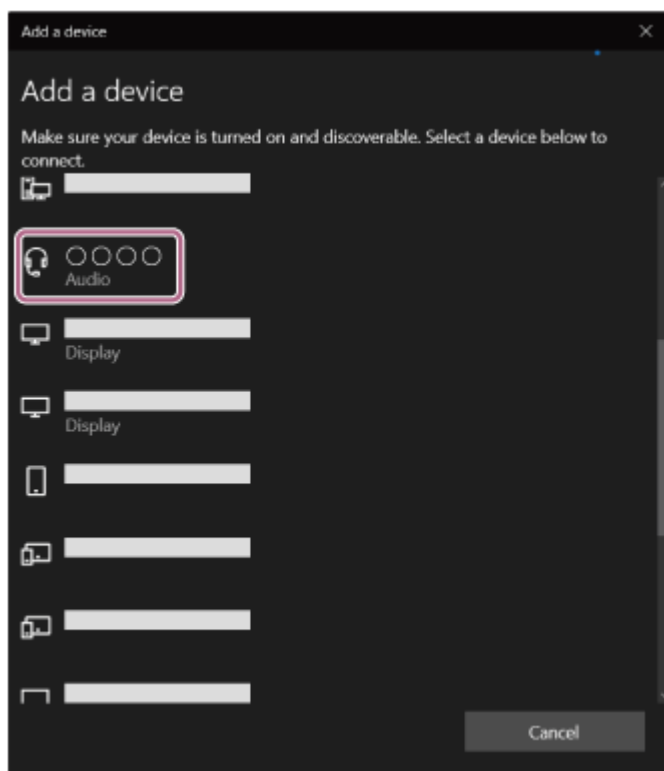 Add a device
Add a device
Make sure your device is turned on and discoverable. Select a device below to
connect.
○○○○
Audio
Display
Display
Cancel